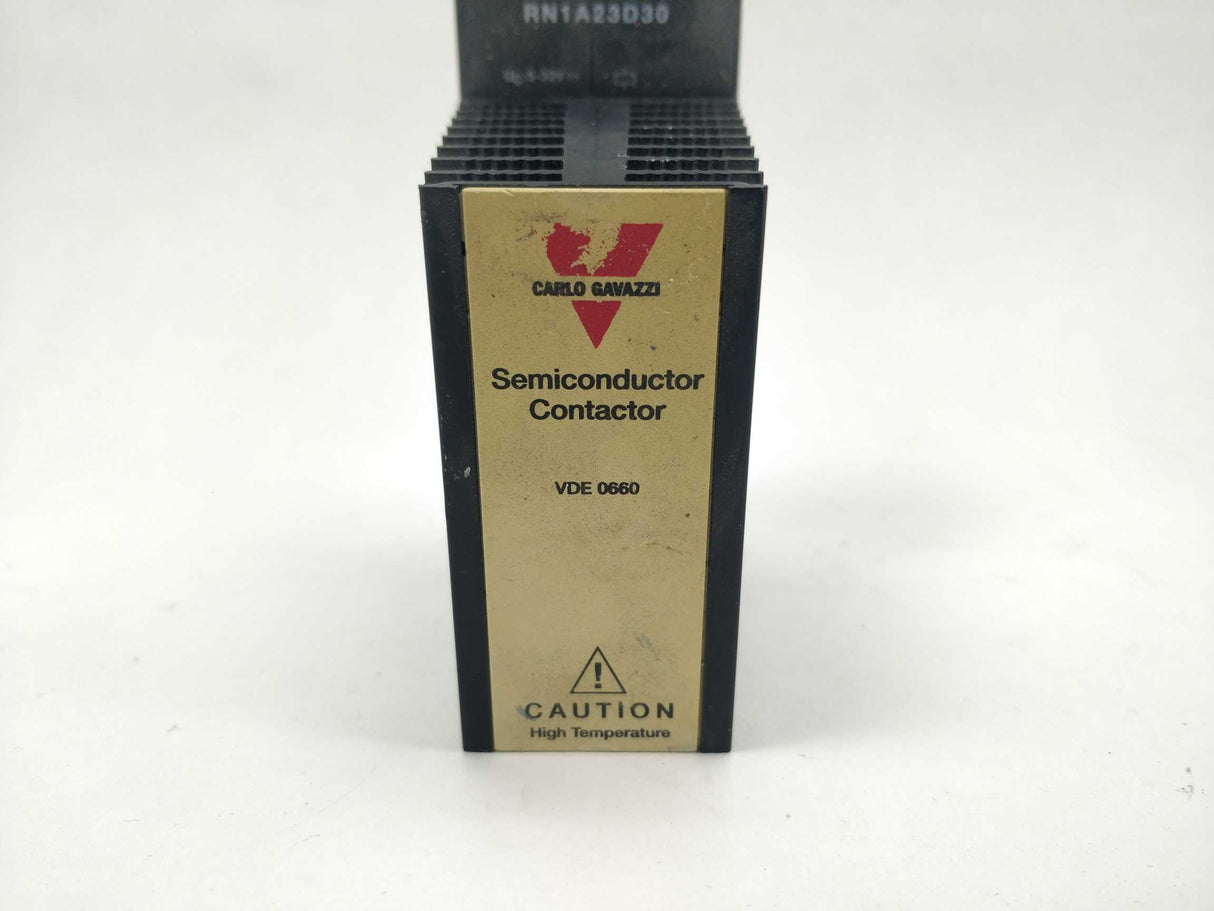 RN1A23D30
CARLO GAVAZZI
Semiconductor
Contactor
VDE 0660
CAUTION
High Temperature